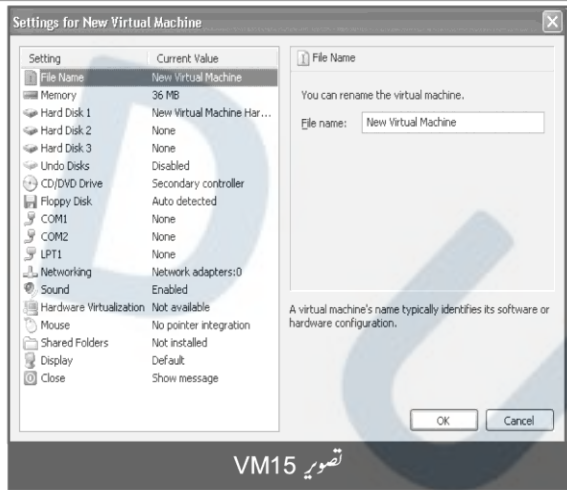 Settings for New Virtual Machine
Setting Current Value
File Name New Virtual Machine
Memory 36 MB
Hard Disk 1 New Virtual Machine Har...
Hard Disk 2 None
Hard Disk 3 None
Undo Disks Disabled
CD/DVD Drive Secondary controller
Floppy Disk Auto detected
COM1 None
COM2 None
LPT1 None
Networking Network adapters:0
Sound Enabled
Hardware Virtualization Not available
Mouse No pointer integration
Shared Folders Not installed
Display Default
Close Show message
File Name
You can rename the virtual machine.
File name: New Virtual Machine
A virtual machine's name typically identifies its software or
hardware configuration.
OK Cancel
تصویر VM15